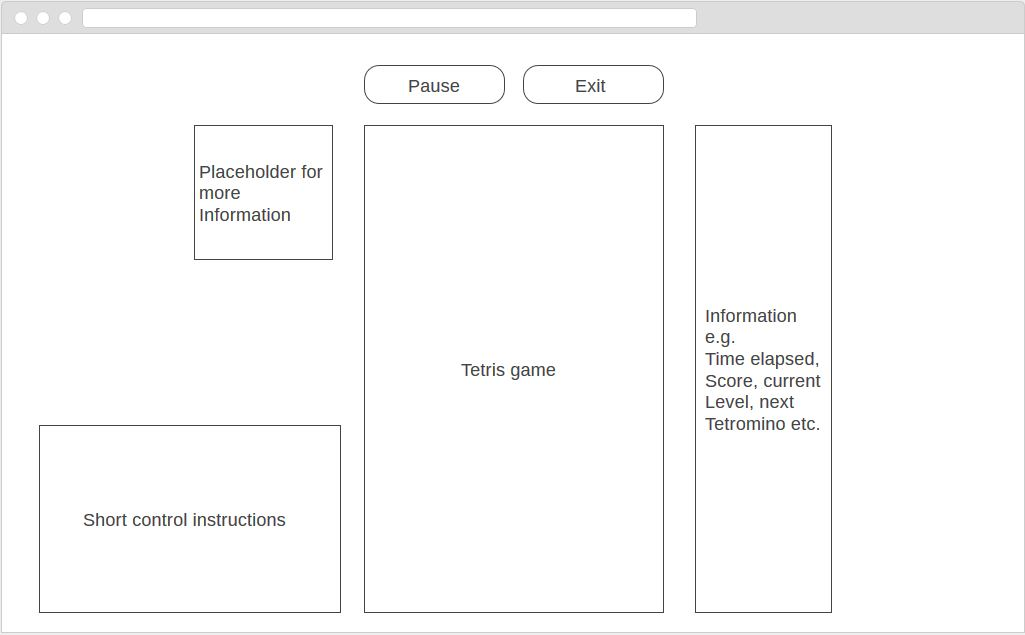 Pause
Exit
Placeholder for
more
Information
Tetris game
Information
e.g.
Time elapsed,
Score, current
Level, next
Tetromino etc.
Short control instructions